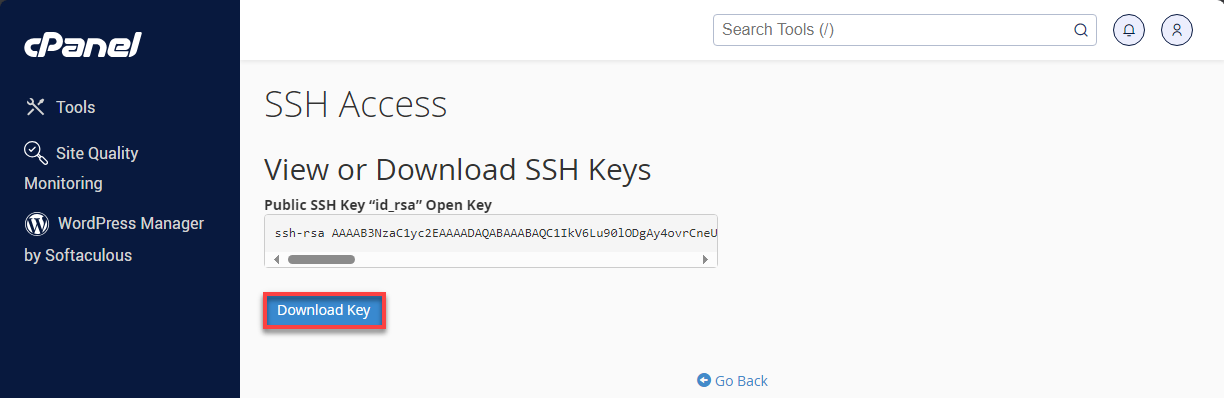 cPanel
Search Tools (/)
Tools
Site Quality
Monitoring
WordPress Manager
by Softaculous
SSH Access
View or Download SSH Keys
Public SSH Key “id_rsa” Open Key
ssh-rsa AAAAB3NzaC1yc2EAAAADAQABAAABAQC1IkV6Lu90lODgAy4ovrCneU
Download Key
Go Back